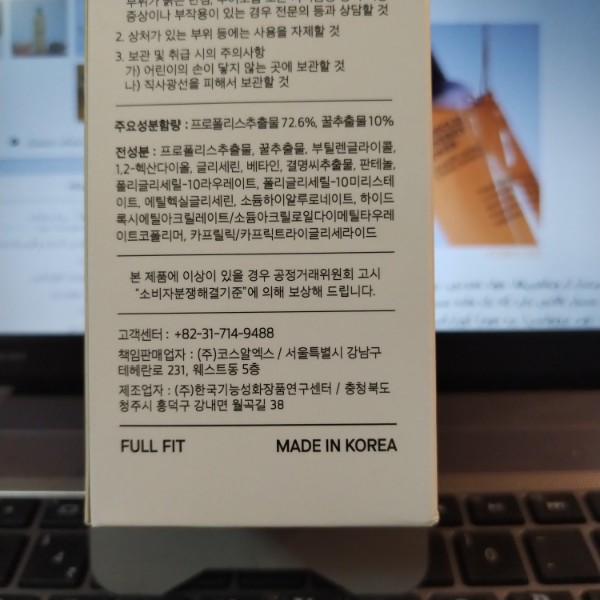 증상이나 부작용이 있는 경우 전문의 등과 상담할 것
2. 상처가 있는 부위 등에는 사용을 자제할 것
3. 보관 및 취급 시의 주의사항
가) 어린이의 손이 닿지 않는 곳에 보관할 것
나) 직사광선을 피해서 보관할 것
주요성분함량 : 프로폴리스추출물 72.6%, 꿀추출물 10%
전성분 : 프로폴리스추출물, 꿀추출물, 부틸렌글라이콜,
1,2-헥산다이올, 글리세린, 베타인, 결명씨추출물, 판테놀,
폴리글리세릴-10라우레이트, 폴리글리세릴-10미리스테
이트, 에틸헥실글리세린, 소듐하이알루로네이트, 하이드
록시에틸아크릴레이트/소듐아크릴로일다이메틸타우레
이트코폴리머, 카프릴릭/카프릭트라이글리세라이드
본 제품에 이상이 있을 경우 공정거래위원회 고시
“소비자분쟁해결기준”에 의해 보상해 드립니다.
고객센터 : +82-31-714-9488
책임판매업자 : (주)코스알엑스 / 서울특별시 강남구
테헤란로 231, 웨스트동 5층
제조업자 : (주)한국기능성화장품연구센터 / 충청북도
청주시 흥덕구 강내면 월곡길 38
FULL FIT MADE IN KOREA